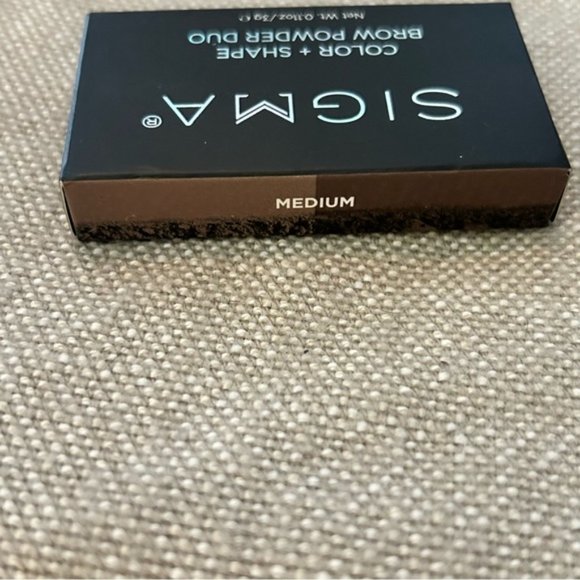 SIGMA®
COLOR + SHAPE
BROW POWDER DUO
Net Wt. 0.11oz/3g ℮
MEDIUM